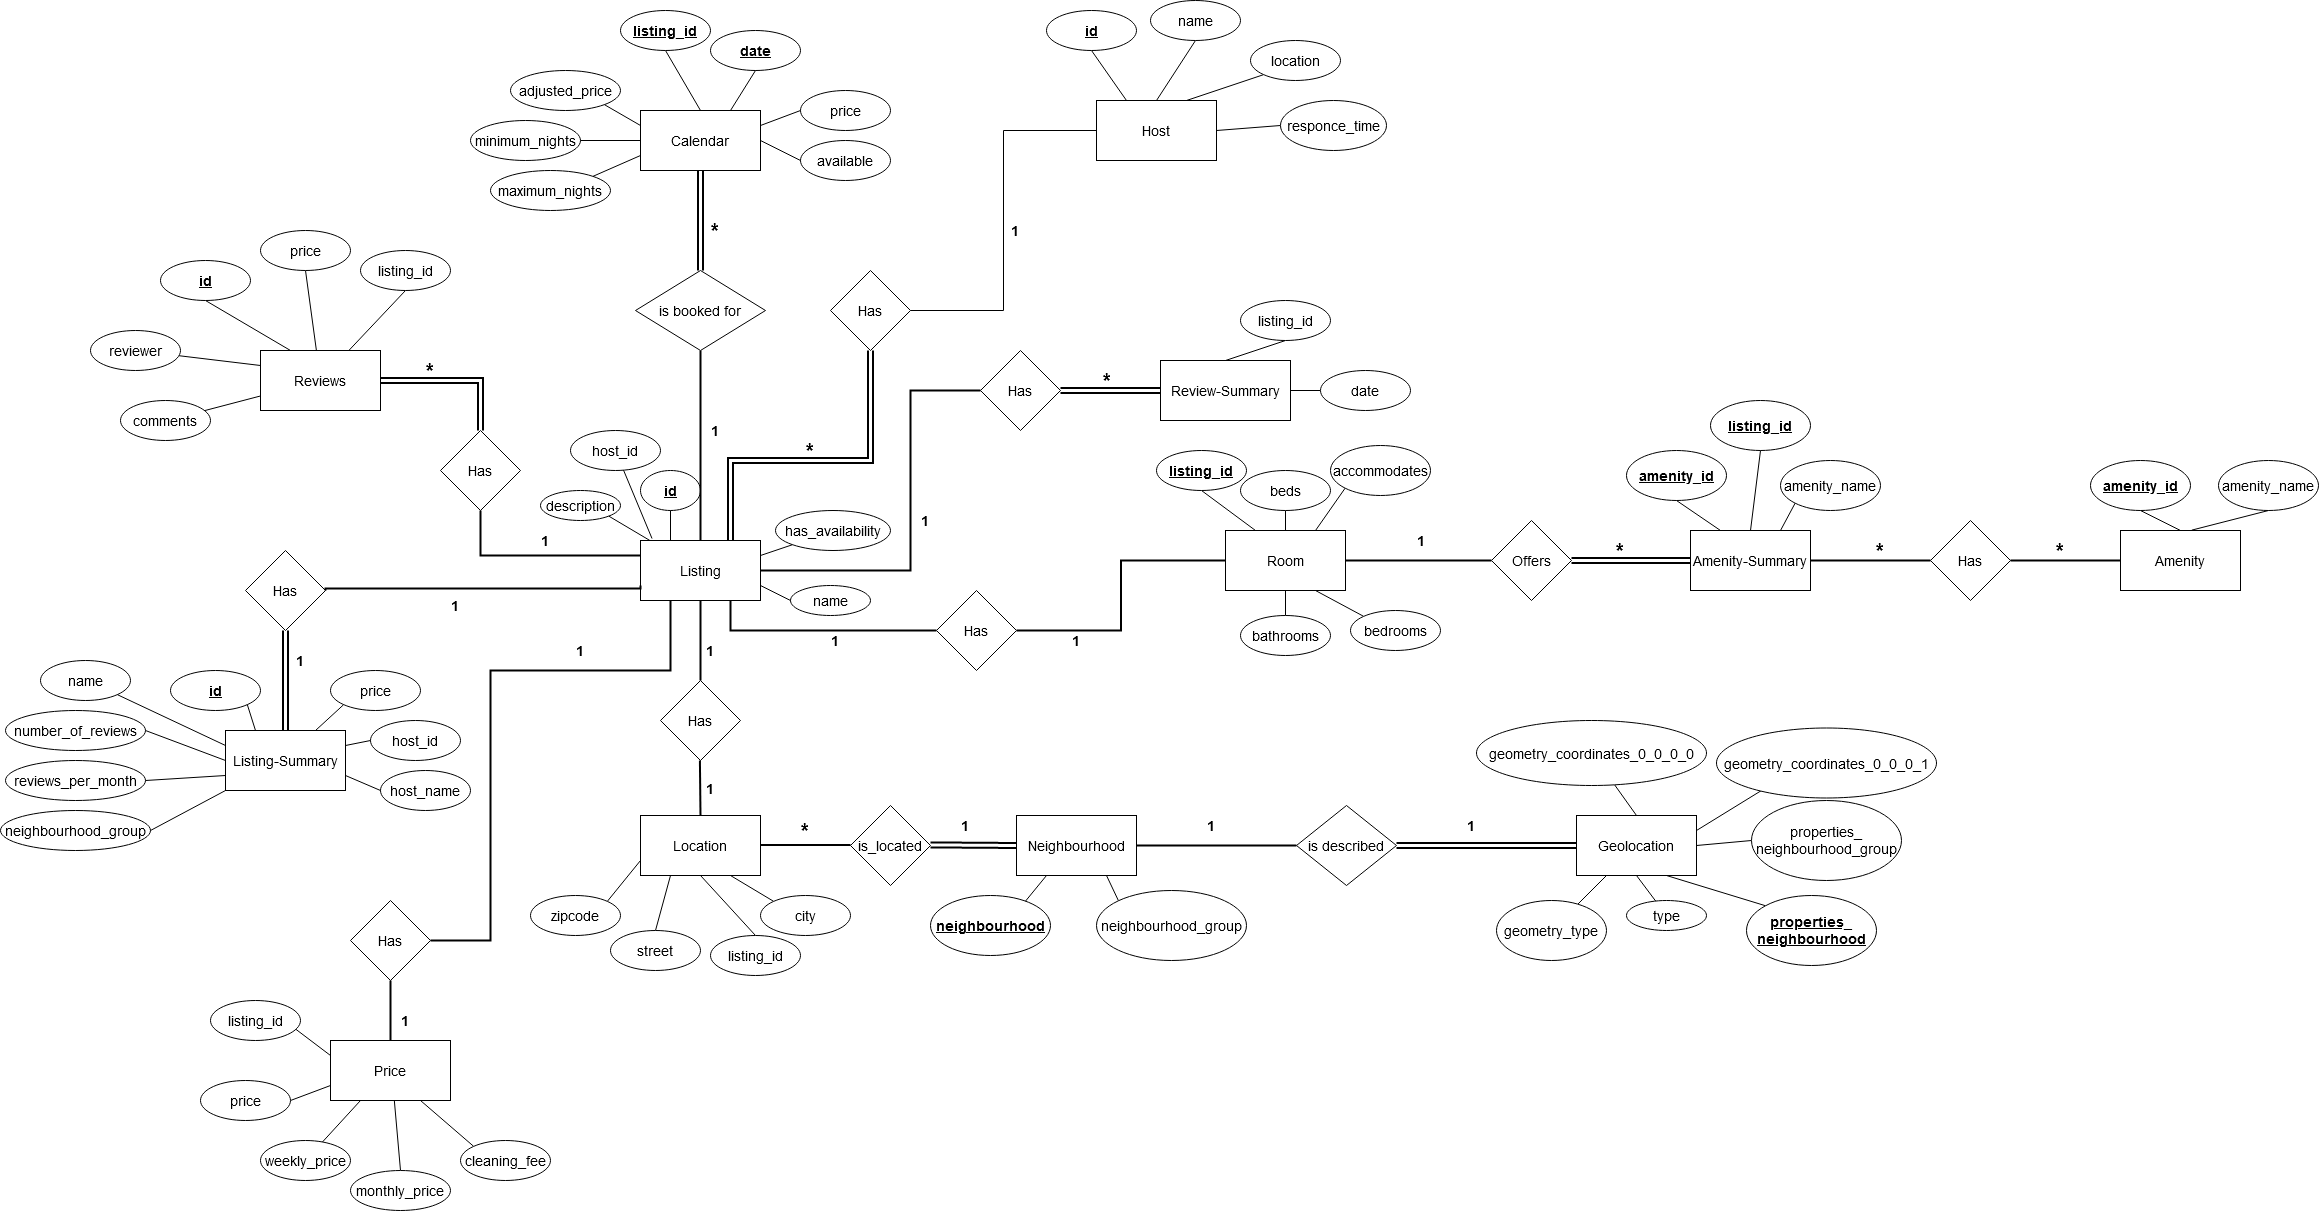 listing_id
date
adjusted_price
minimum_nights
maximum_nights
price
available
Calendar
*
is booked for
1
id
name
location
responce_time
Host
1
Has
*
id
price
listing_id
reviewer
comments
Reviews
*
Has
1
listing_id
date
Review-Summary
*
Has
1
host_id
id
description
has_availability
name
Listing
listing_id
beds
accommodates
bathrooms
bedrooms
Room
1
Has
1
1
Offers
*
amenity_id
listing_id
amenity_name
Amenity-Summary
*
Has
*
amenity_id
amenity_name
Amenity
Has
1
1
name
id
price
number_of_reviews
host_id
reviews_per_month
host_name
neighbourhood_group
Listing-Summary
1
1
Has
1
Location
zipcode
street
listing_id
city
*
is_located
1
Neighbourhood
neighbourhood
neighbourhood_group
1
is described
1
geometry_coordinates_0_0_0_0
geometry_coordinates_0_0_0_1
properties_
neighbourhood_group
Geolocation
geometry_type
type
properties_
neighbourhood
Has
1
listing_id
Price
price
weekly_price
monthly_price
cleaning_fee